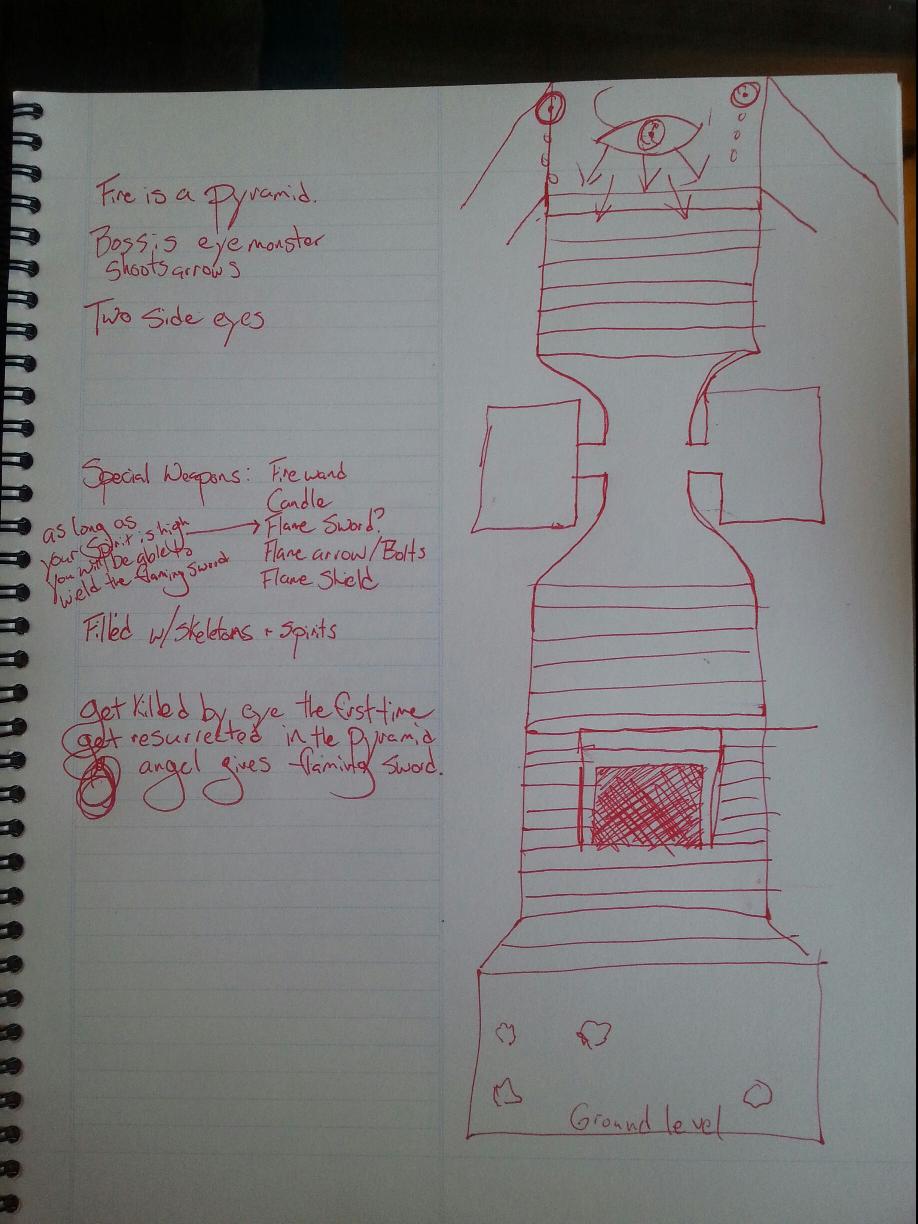 Fire is a pyramid.
Boss is eye monster
shoots arrows
Two side eyes
Special Weapons: Fire wand
Candle
Flame Sword?
Flame arrow/Bolts
Flame Shield
as long as
your Spirit is high
you will be able to
wield the flaming sword
Filled w/ skeletons + Spirits
get killed by eye the first time
get resurrected in the pyramid
angel gives flaming sword.
Ground level